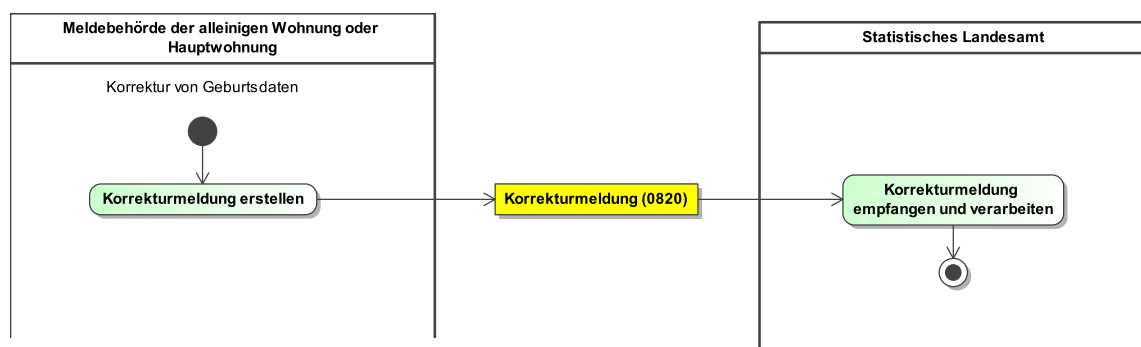 Meldebehörde der alleinigen Wohnung oder
Hauptwohnung
Statistisches Landesamt
Korrektur von Geburtsdaten
Korrekturmeldung erstellen
Korrekturmeldung (0820)
Korrekturmeldung
empfangen und verarbeiten